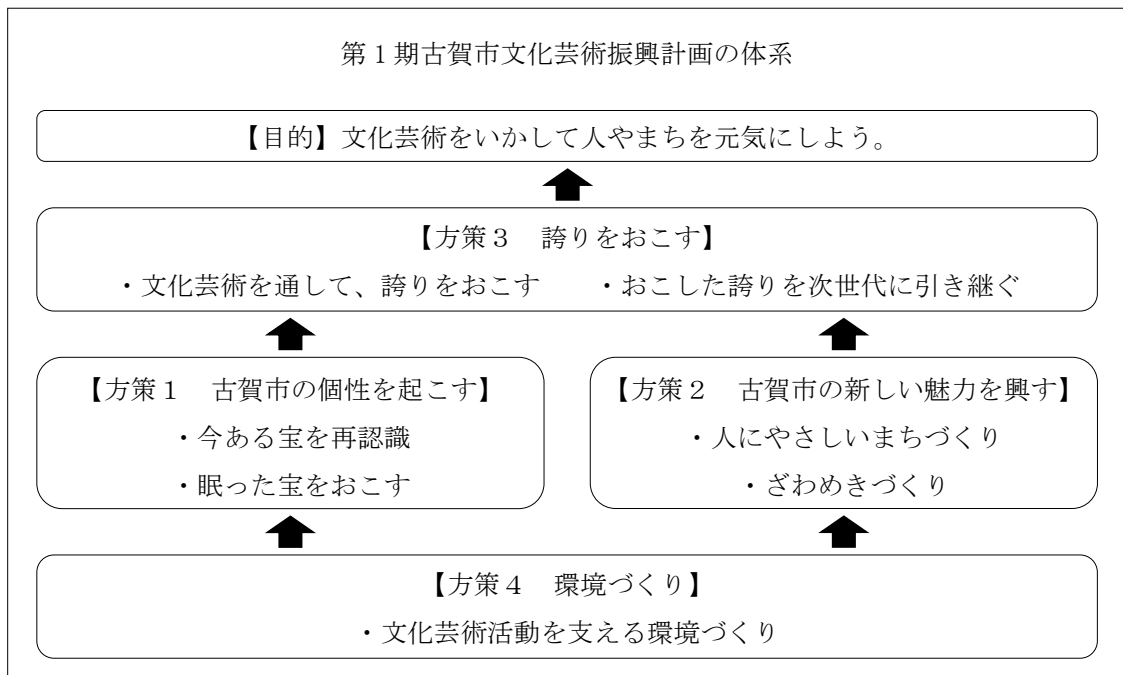 第1期古賀市文化芸術振興計画の体系
【目的】文化芸術をいかして人やまちを元気にしよう。
【方策3　誇りをおこす】
・文化芸術を通して、誇りをおこす　・おこした誇りを次世代に引き継ぐ
【方策1　古賀市の個性を起こす】
・今ある宝を再認識
・眠った宝をおこす
【方策2　古賀市の新しい魅力を興す】
・人にやさしいまちづくり
・ざわめきづくり
【方策4　環境づくり】
・文化芸術活動を支える環境づくり